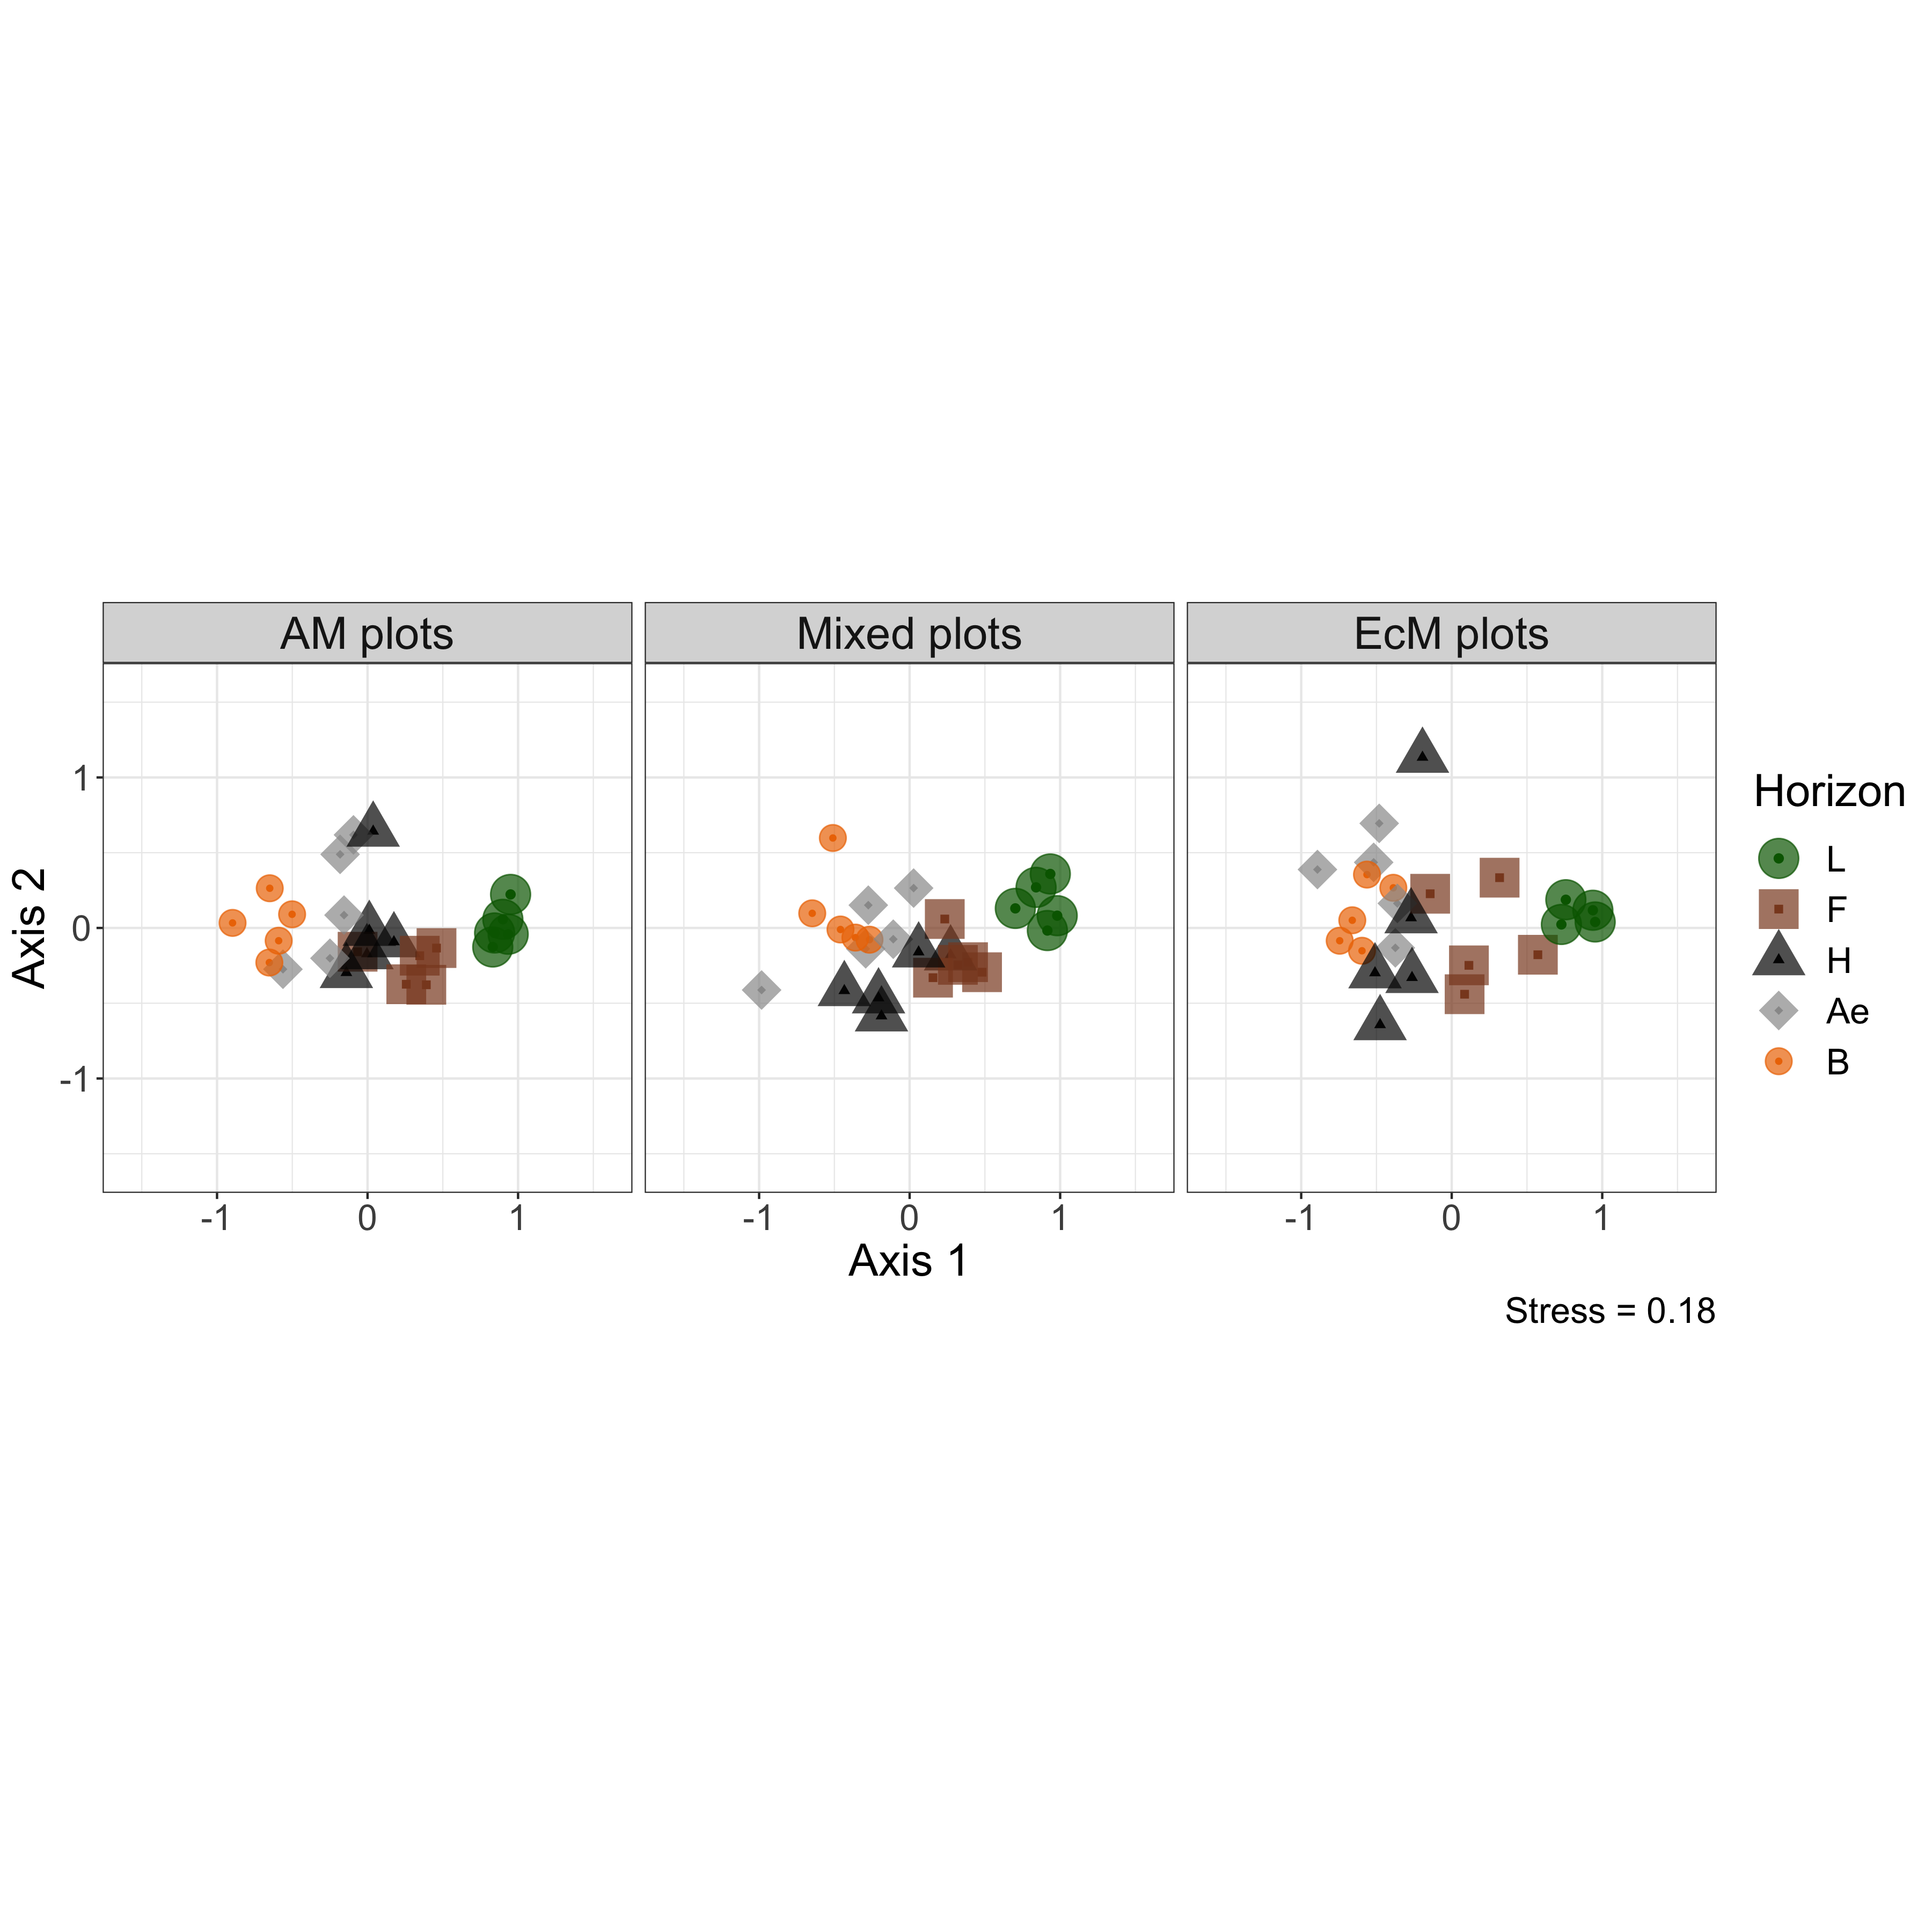 AM plots
Mixed plots
EcM plots
Axis 2
1
0
-1
-1 0 1
-1 0 1
-1 0 1
Axis 1
Stress = 0.18
Horizon
L
F
H
Ae
B